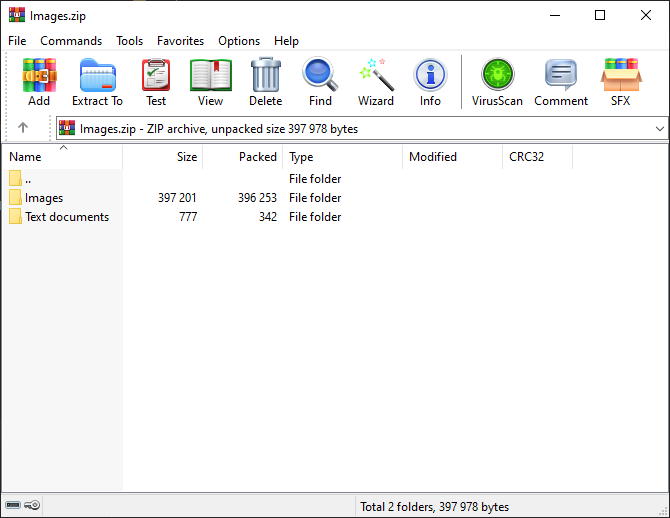 Images.zip
File Commands Tools Favorites Options Help
Add Extract To Test View Delete Find Wizard Info VirusScan Comment SFX
Images.zip - ZIP archive, unpacked size 397 978 bytes
Name Size Packed Type Modified CRC32
.. File folder
Images 397 201 396 253 File folder
Text documents 777 342 File folder
Total 2 folders, 397 978 bytes